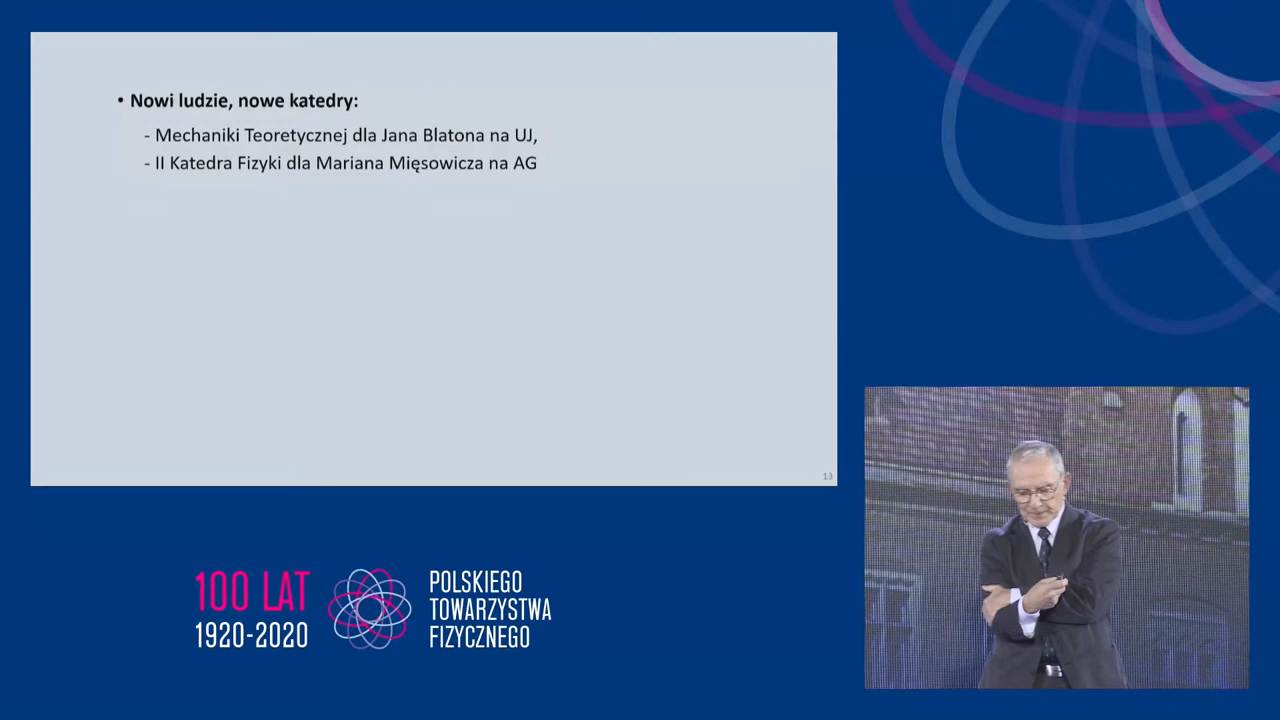 • Nowi ludzie, nowe katedry:
- Mechaniki Teoretycznej dla Jana Blatona na UJ,
- II Katedra Fizyki dla Mariana Mięsowicza na AG
13
100 LAT
1920-2020
POLSKIEGO
TOWARZYSTWA
FIZYCZNEGO